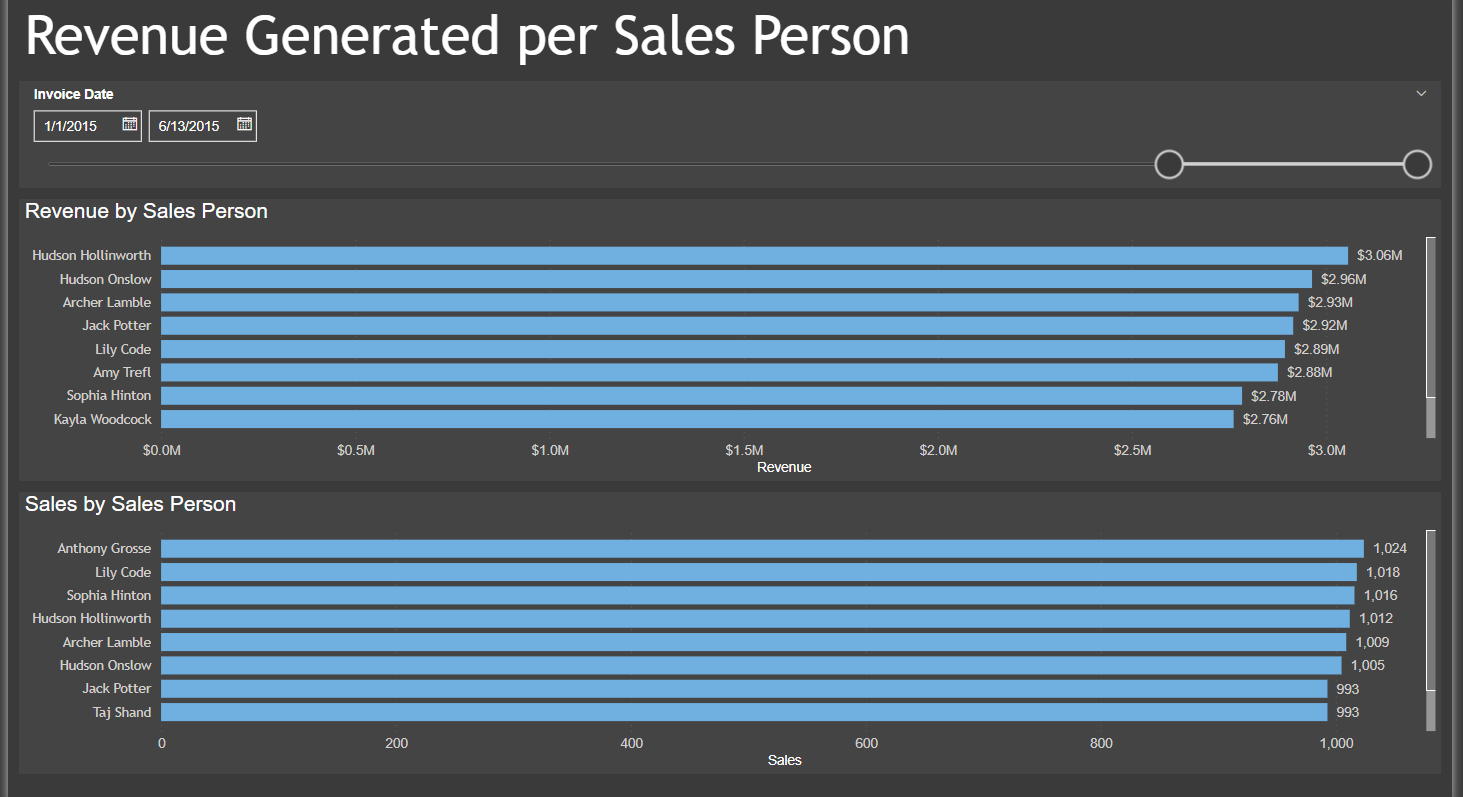 Revenue Generated per Sales Person
Invoice Date
1/1/2015 6/13/2015
Revenue by Sales Person
Hudson Hollinworth $3.06M
Hudson Onslow $2.96M
Archer Lamble $2.93M
Jack Potter $2.92M
Lily Code $2.89M
Amy Trefl $2.88M
Sophia Hinton $2.78M
Kayla Woodcock $2.76M
$0.0M $0.5M $1.0M $1.5M $2.0M $2.5M $3.0M
Revenue
Sales by Sales Person
Anthony Grosse 1,024
Lily Code 1,018
Sophia Hinton 1,016
Hudson Hollinworth 1,012
Archer Lamble 1,009
Hudson Onslow 1,005
Jack Potter 993
Taj Shand 993
0 200 400 600 800 1,000
Sales